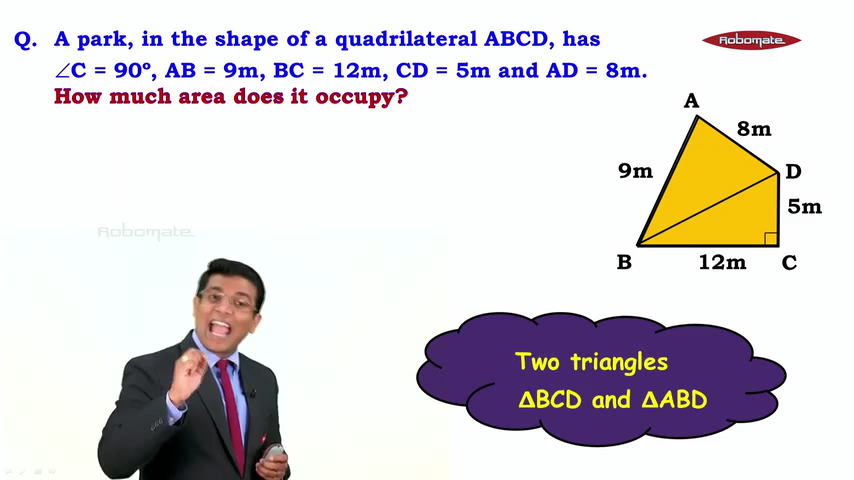 Q. A park, in the shape of a quadrilateral ABCD, has
∠C = 90º, AB = 9m, BC = 12m, CD = 5m and AD = 8m.
How much area does it occupy?
Robomate
A
8m
9m
D
5m
B
12m
C
Robomate
Two triangles
ΔBCD and ΔABD